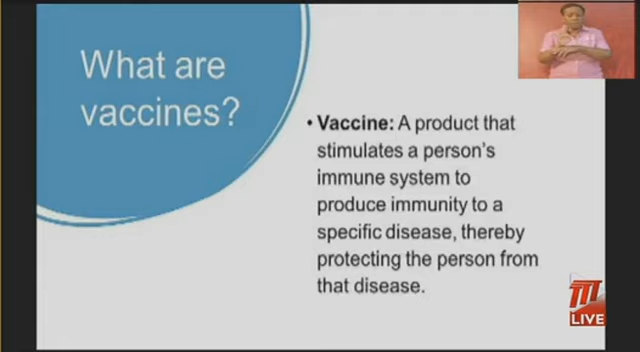 What are
vaccines?
• Vaccine: A product that
stimulates a person's
immune system to
produce immunity to a
specific disease, thereby
protecting the person from
that disease.
LIVE